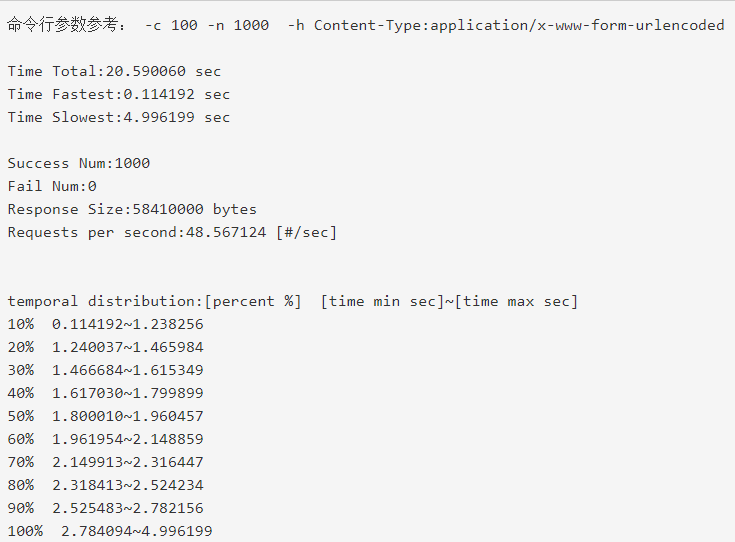 命令行参数参考： -c 100 -n 1000  -h Content-Type:application/x-www-form-urlencoded
Time Total:20.590060 sec
Time Fastest:0.114192 sec
Time Slowest:4.996199 sec
Success Num:1000
Fail Num:0
Response Size:58410000 bytes
Requests per second:48.567124 [#/sec]
temporal distribution:[percent %]  [time min sec]~[time max sec]
10%  0.114192~1.238256
20%  1.240037~1.465984
30%  1.466684~1.615349
40%  1.617030~1.799899
50%  1.800010~1.960457
60%  1.961954~2.148859
70%  2.149913~2.316447
80%  2.318413~2.524234
90%  2.525483~2.782156
100%  2.784094~4.996199